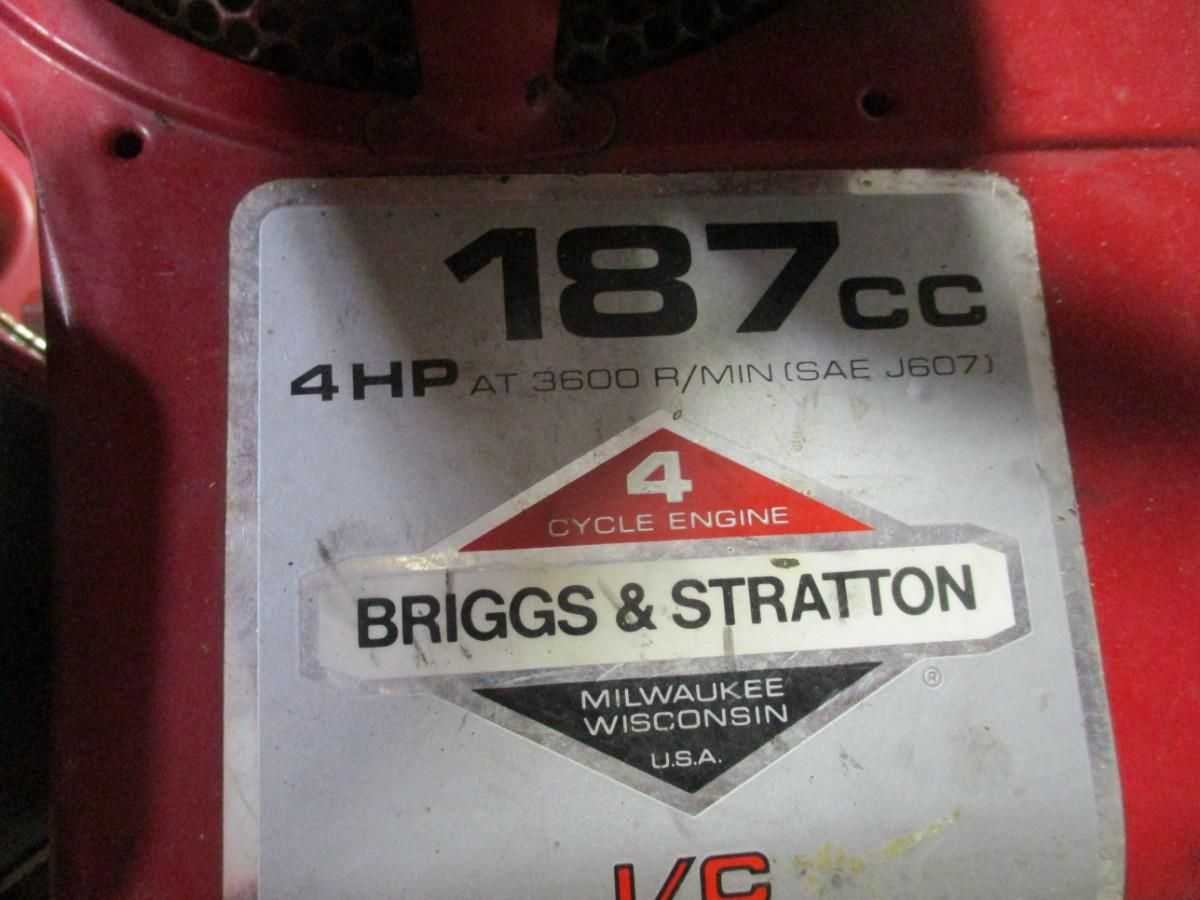 187cc
4HP AT 3600 R/MIN (SAE J607)
4
CYCLE ENGINE
BRIGGS & STRATTON
®
MILWAUKEE
WISCONSIN
U.S.A.
I/C